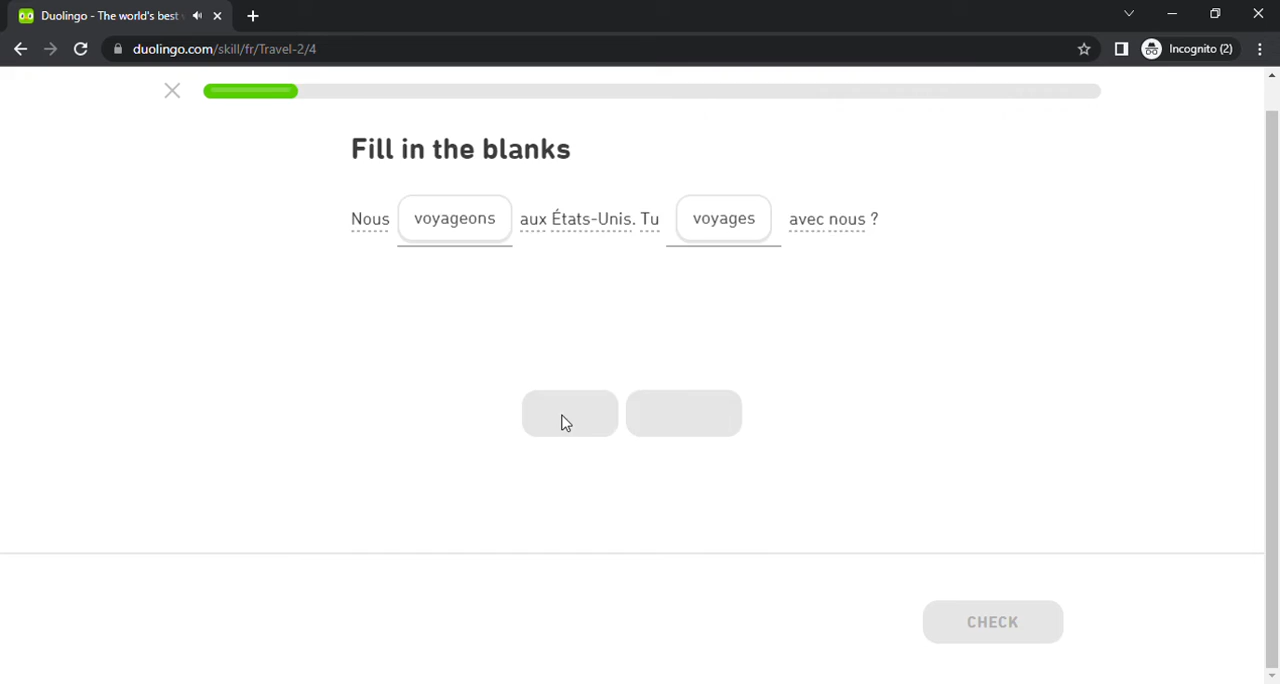 Duolingo - The world's best
duolingo.com/skill/fr/Travel-2/4
Incognito (2)
Fill in the blanks
Nous voyageons aux États-Unis. Tu voyages avec nous ?
CHECK